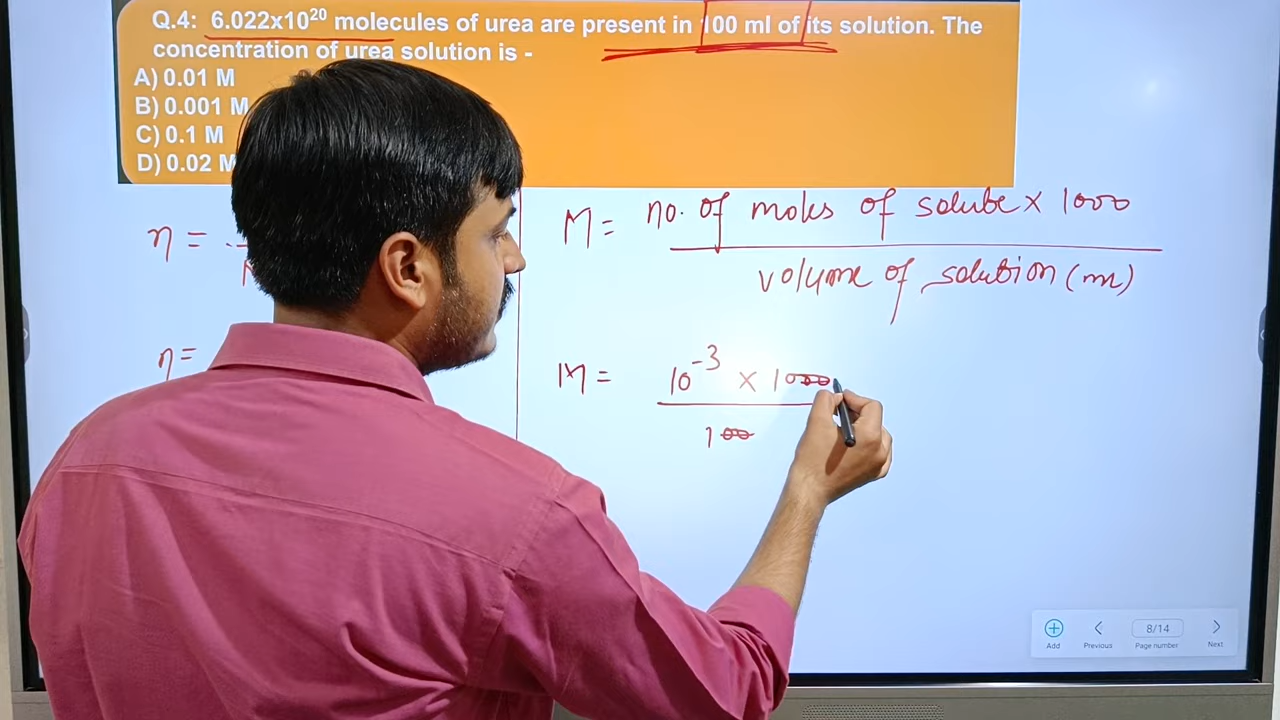 Q.4: 6.022x10²⁰ molecules of urea are present in 100 ml of its solution. The
concentration of urea solution is -
A) 0.01 M
B) 0.001 M
C) 0.1 M
D) 0.02 M
η =
M = no. of moles of solute x 1000
volume of solution (ml)
η =
M = 10⁻³ x 1000
100
Add Previous 8/14 Page number Next